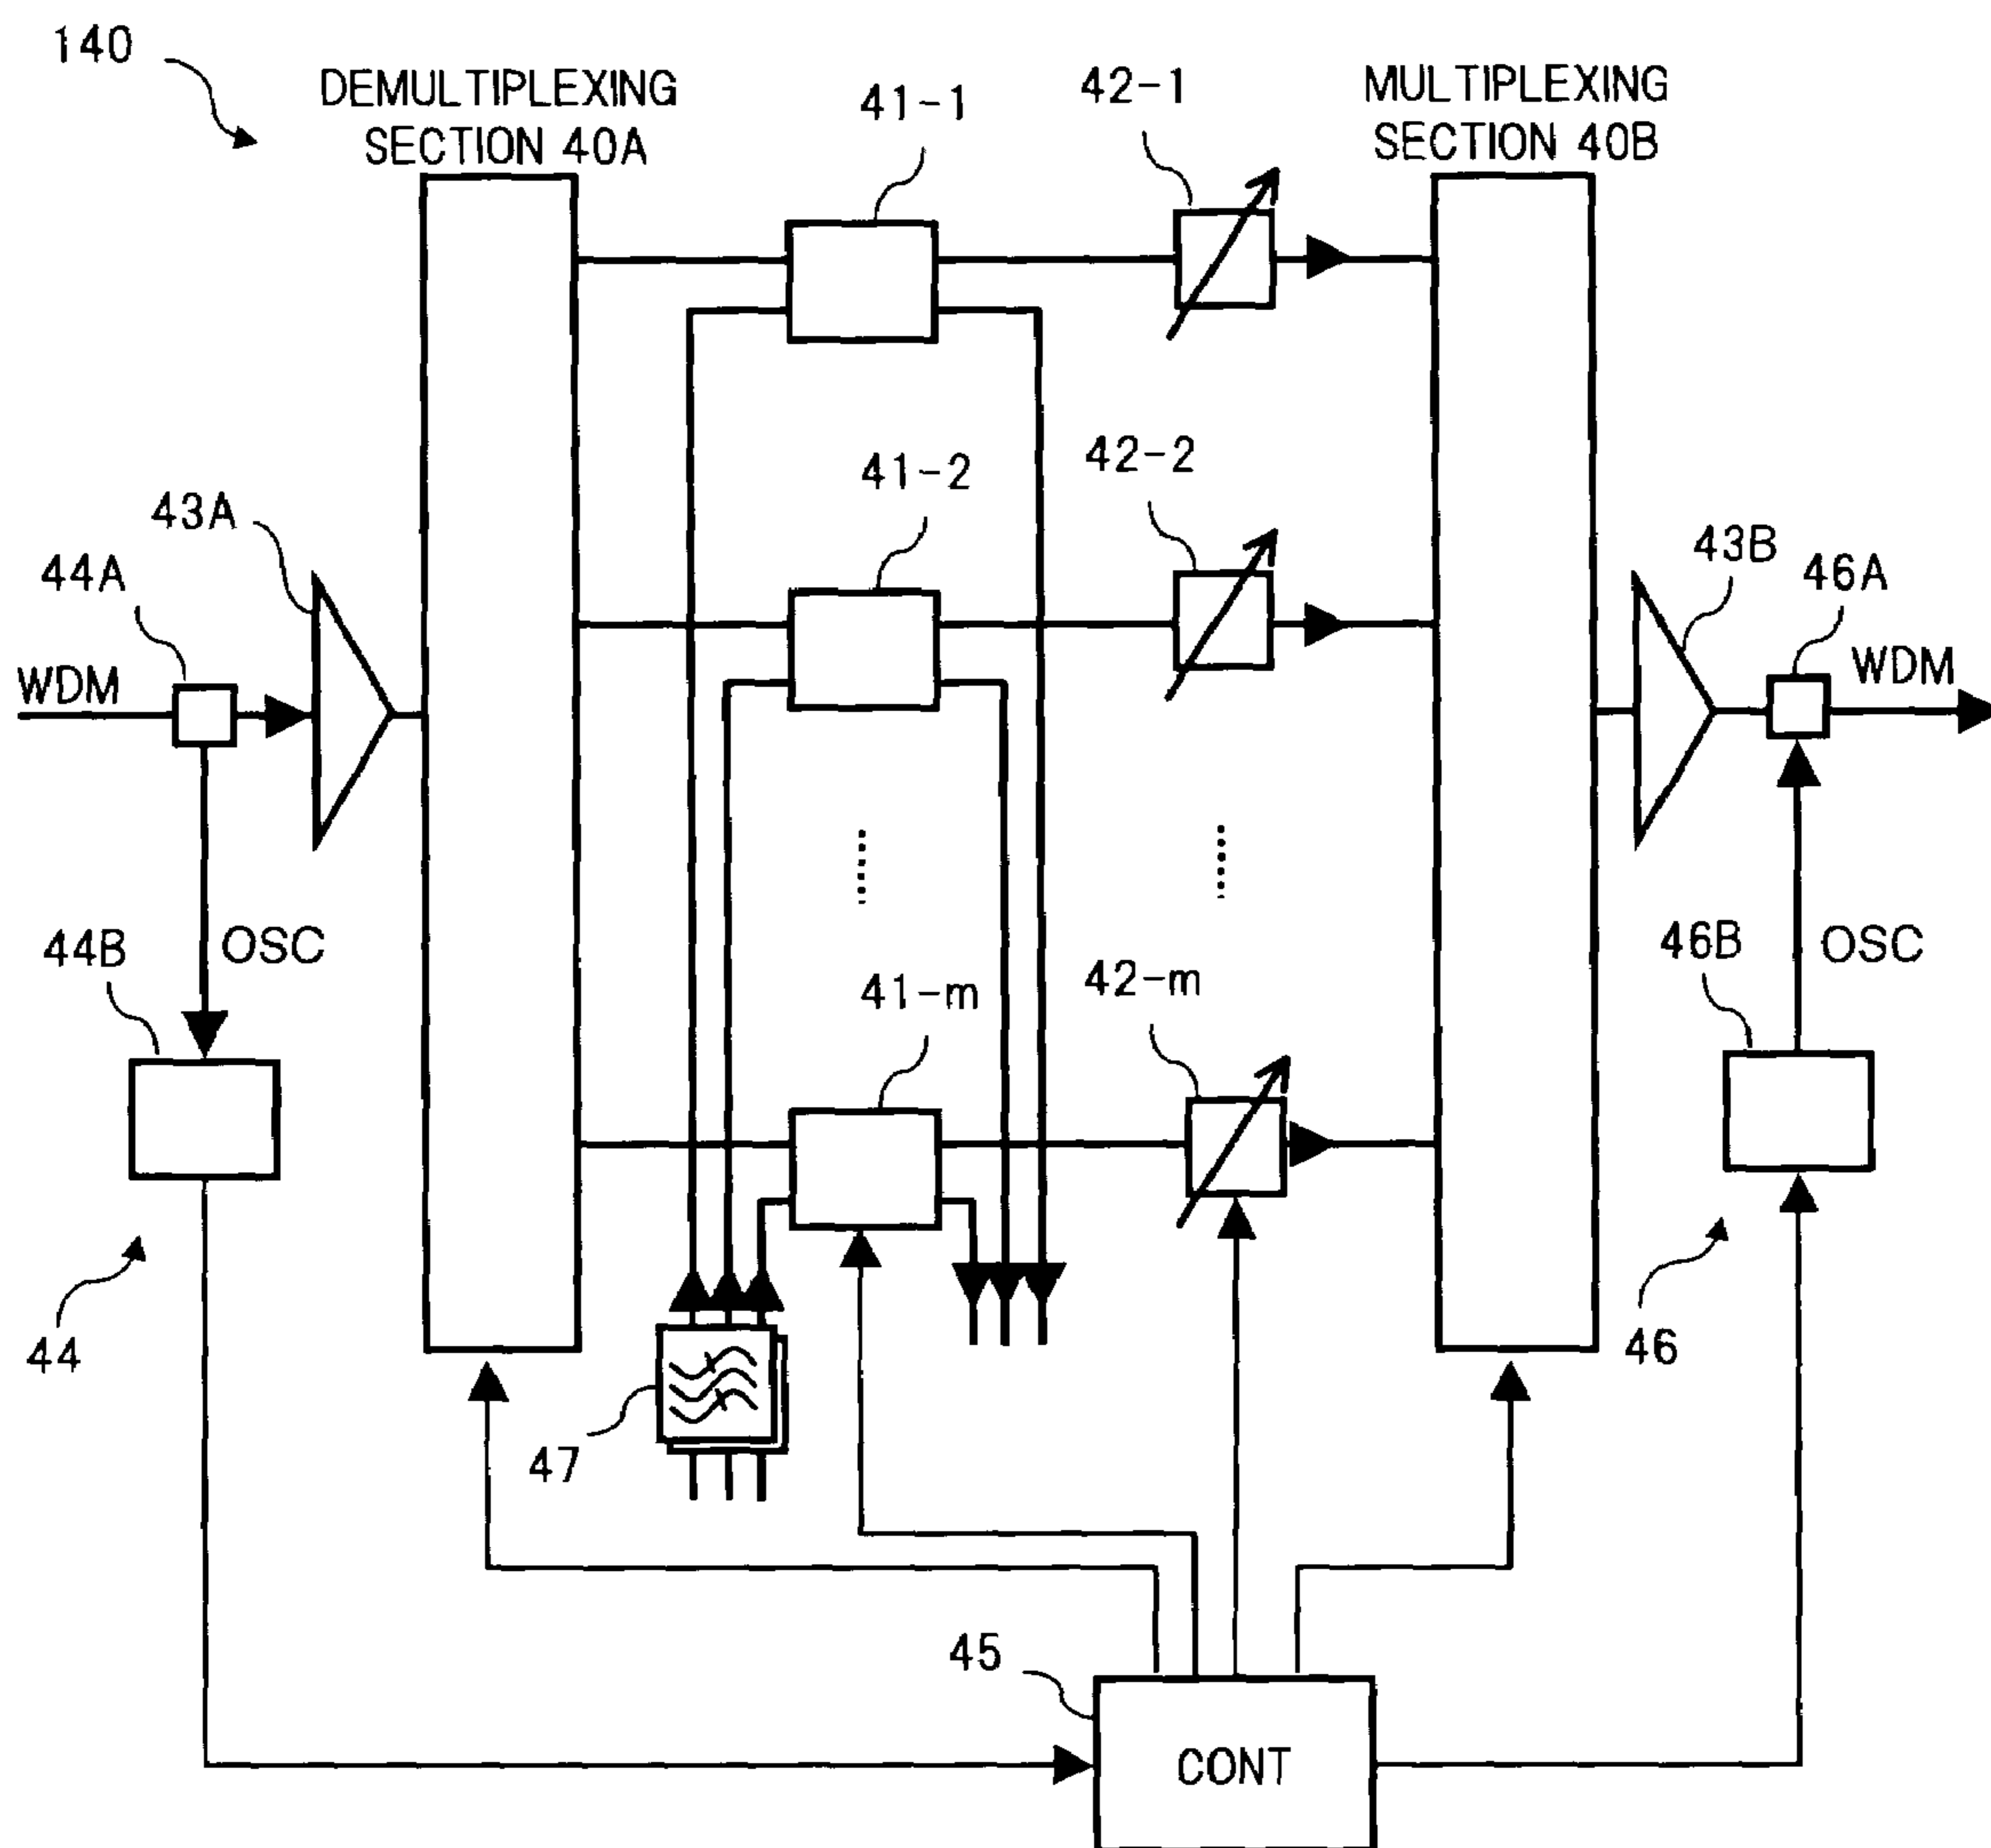 140
DEMULTIPLEXING
SECTION 40A
41-1
42-1
MULTIPLEXING
SECTION 40B
41-2
42-2
43A
43B
44A
46A
WDM
WDM
44B
OSC
41-m
42-m
46B
OSC
44
46
47
45
CONT